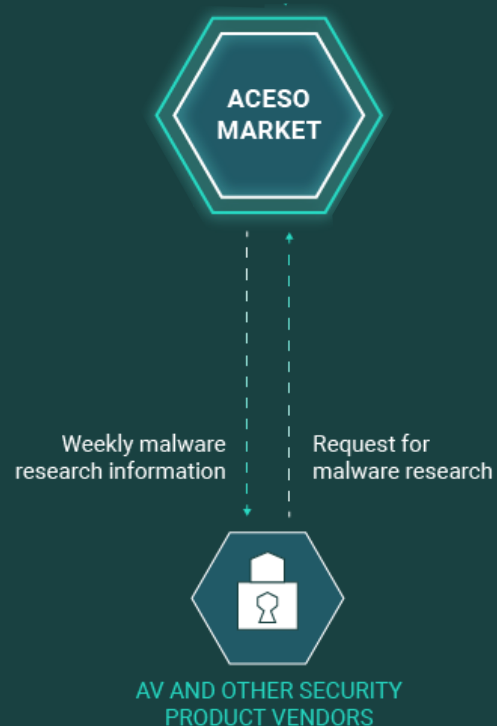 ACESO
MARKET
Weekly malware
research information
Request for
malware research
AV AND OTHER SECURITY
PRODUCT VENDORS